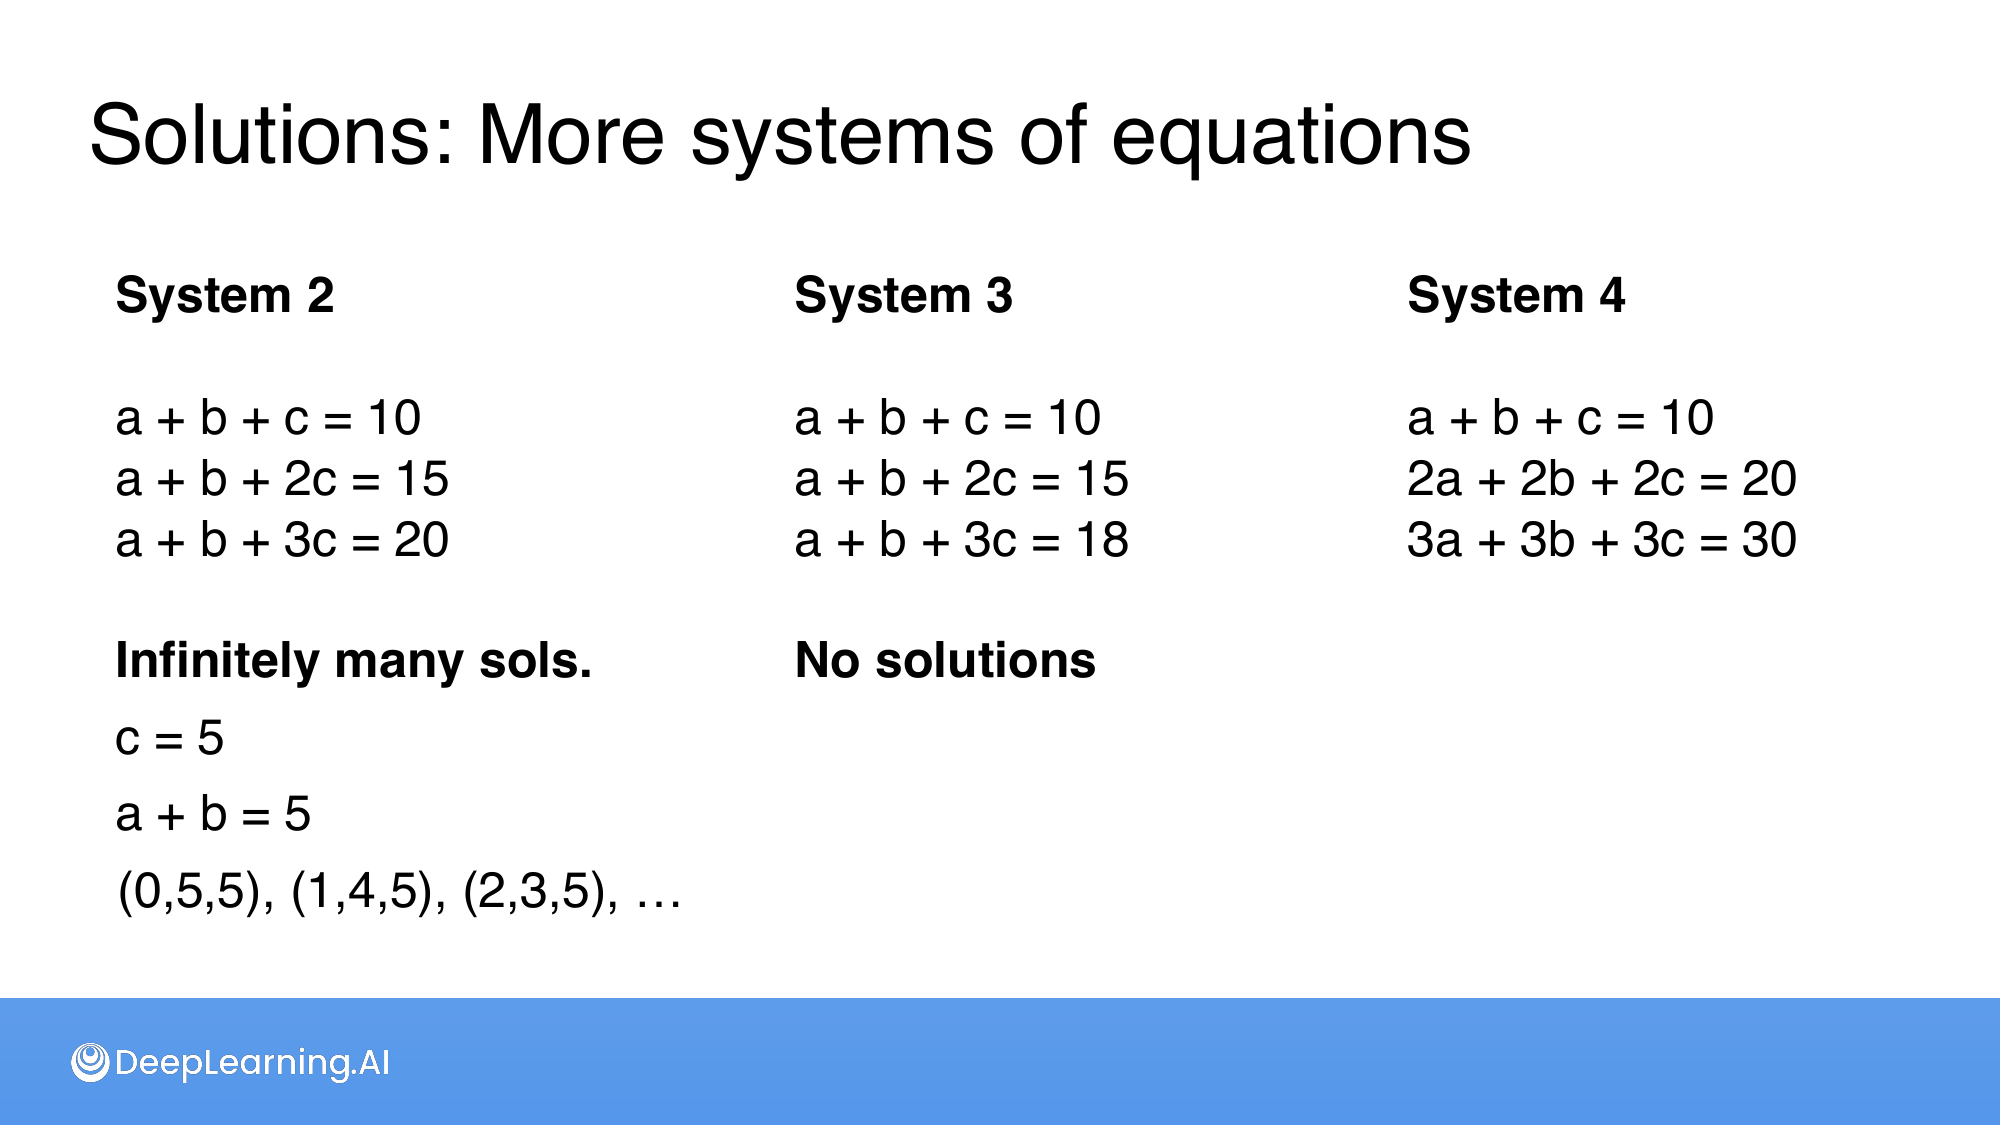 Solutions: More systems of equations
System 2
a + b + c = 10
a + b + 2c = 15
a + b + 3c = 20
Infinitely many sols.
c = 5
a + b = 5
(0,5,5), (1,4,5), (2,3,5), …
System 3
a + b + c = 10
a + b + 2c = 15
a + b + 3c = 18
No solutions
System 4
a + b + c = 10
2a + 2b + 2c = 20
3a + 3b + 3c = 30
DeepLearning.AI